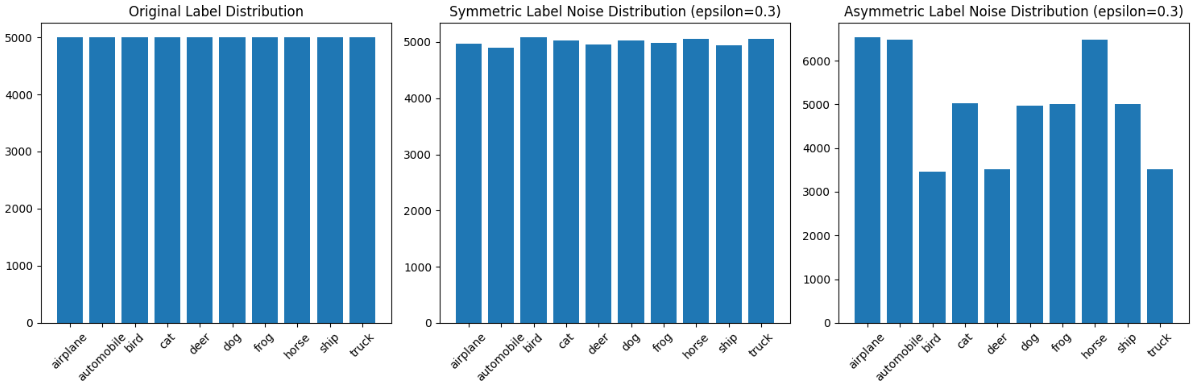 Original Label Distribution
5000
4000
3000
2000
1000
0
airplane
automobile
bird
cat
deer
dog
frog
horse
ship
truck
Symmetric Label Noise Distribution (epsilon=0.3)
5000
4000
3000
2000
1000
0
airplane
automobile
bird
cat
deer
dog
frog
horse
ship
truck
Asymmetric Label Noise Distribution (epsilon=0.3)
6000
5000
4000
3000
2000
1000
0
airplane
automobile
bird
cat
deer
dog
frog
horse
ship
truck